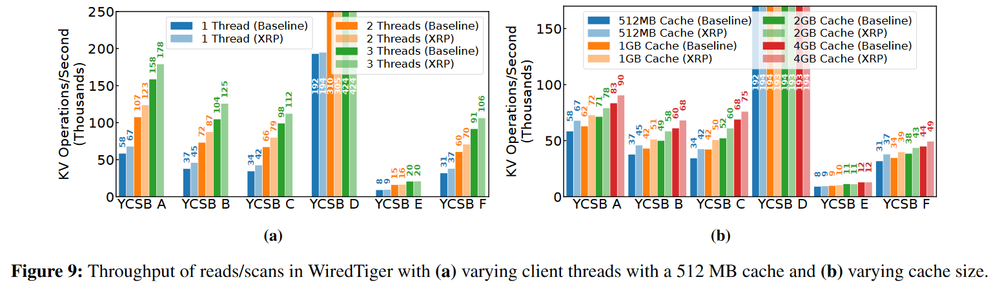 KV Operations/Second
(Thousands)
250
200
150
100
50
0
1 Thread (Baseline)
1 Thread (XRP)
2 Threads (Baseline)
2 Threads (XRP)
3 Threads (Baseline)
3 Threads (XRP)
58 67 107 123 158 178
37 45 72 87 104 125
34 42 66 79 98 112
192 194 310 305 424 424
8 9 15 16 20 20
31 37 60 70 91 106
YCSB A YCSB B YCSB C YCSB D YCSB E YCSB F
(a)
KV Operations/Second
(Thousands)
150
100
50
0
512MB Cache (Baseline)
512MB Cache (XRP)
1GB Cache (Baseline)
1GB Cache (XRP)
2GB Cache (Baseline)
2GB Cache (XRP)
4GB Cache (Baseline)
4GB Cache (XRP)
58 67 62 72 71 78 83 90
37 45 42 51 49 58 60 68
34 42 42 50 52 60 68 75
192 194 194 193 194 193 193 194
8 9 9 10 11 11 12 12
31 37 34 39 38 43 44 49
YCSB A YCSB B YCSB C YCSB D YCSB E YCSB F
(b)
Figure 9: Throughput of reads/scans in WiredTiger with (a) varying client threads with a 512 MB cache and (b) varying cache size.